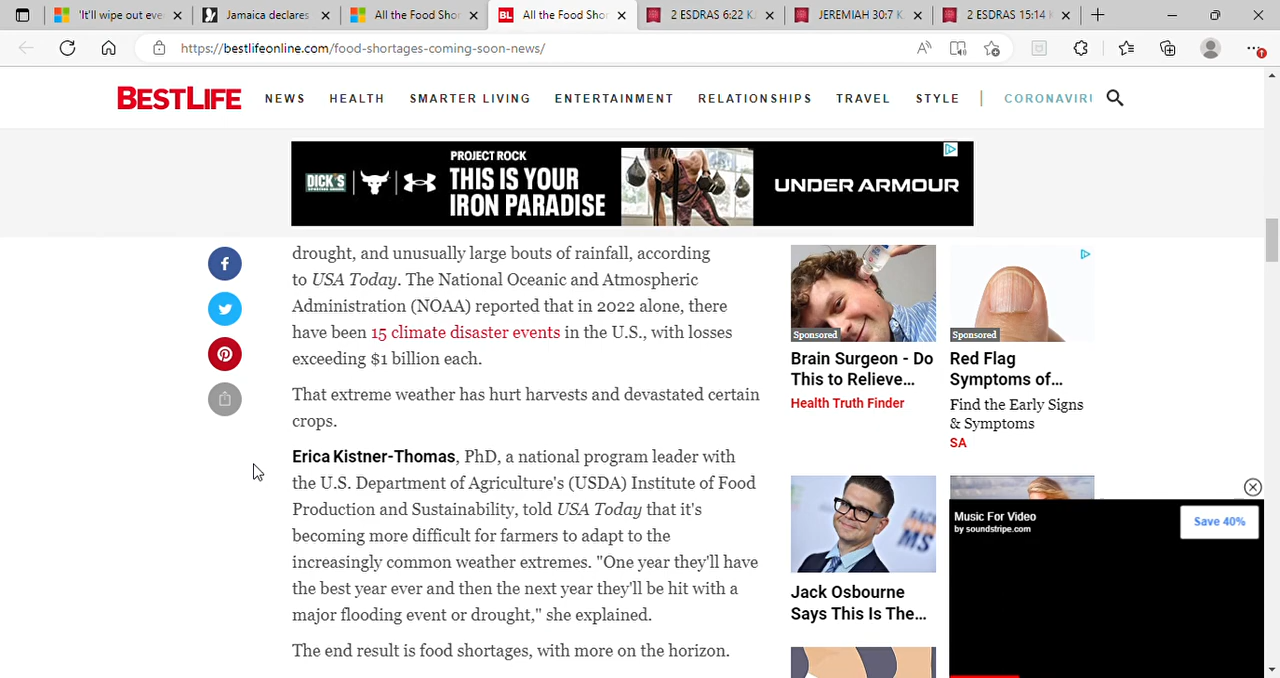 'It'll wipe out eve
Jamaica declares
All the Food Shor
All the Food Shor
2 ESDRAS 6:22 K
JEREMIAH 30:7 K
2 ESDRAS 15:14
https://bestlifeonline.com/food-shortages-coming-soon-news/
BESTLIFE
NEWS
HEALTH
SMARTER LIVING
ENTERTAINMENT
RELATIONSHIPS
TRAVEL
STYLE
CORONAVIRU
DICK'S
PROJECT ROCK
THIS IS YOUR
IRON PARADISE
UNDER ARMOUR
drought, and unusually large bouts of rainfall, according
to USA Today. The National Oceanic and Atmospheric
Administration (NOAA) reported that in 2022 alone, there
have been 15 climate disaster events in the U.S., with losses
exceeding $1 billion each.
That extreme weather has hurt harvests and devastated certain
crops.
Erica Kistner-Thomas, PhD, a national program leader with
the U.S. Department of Agriculture's (USDA) Institute of Food
Production and Sustainability, told USA Today that it's
becoming more difficult for farmers to adapt to the
increasingly common weather extremes. "One year they'll have
the best year ever and then the next year they'll be hit with a
major flooding event or drought," she explained.
The end result is food shortages, with more on the horizon.
Sponsored
Brain Surgeon - Do
This to Relieve...
Health Truth Finder
Sponsored
Red Flag
Symptoms of...
Find the Early Signs
& Symptoms
SA
Jack Osbourne
Says This Is The...
Music For Video
by soundstripe.com
Save 40%